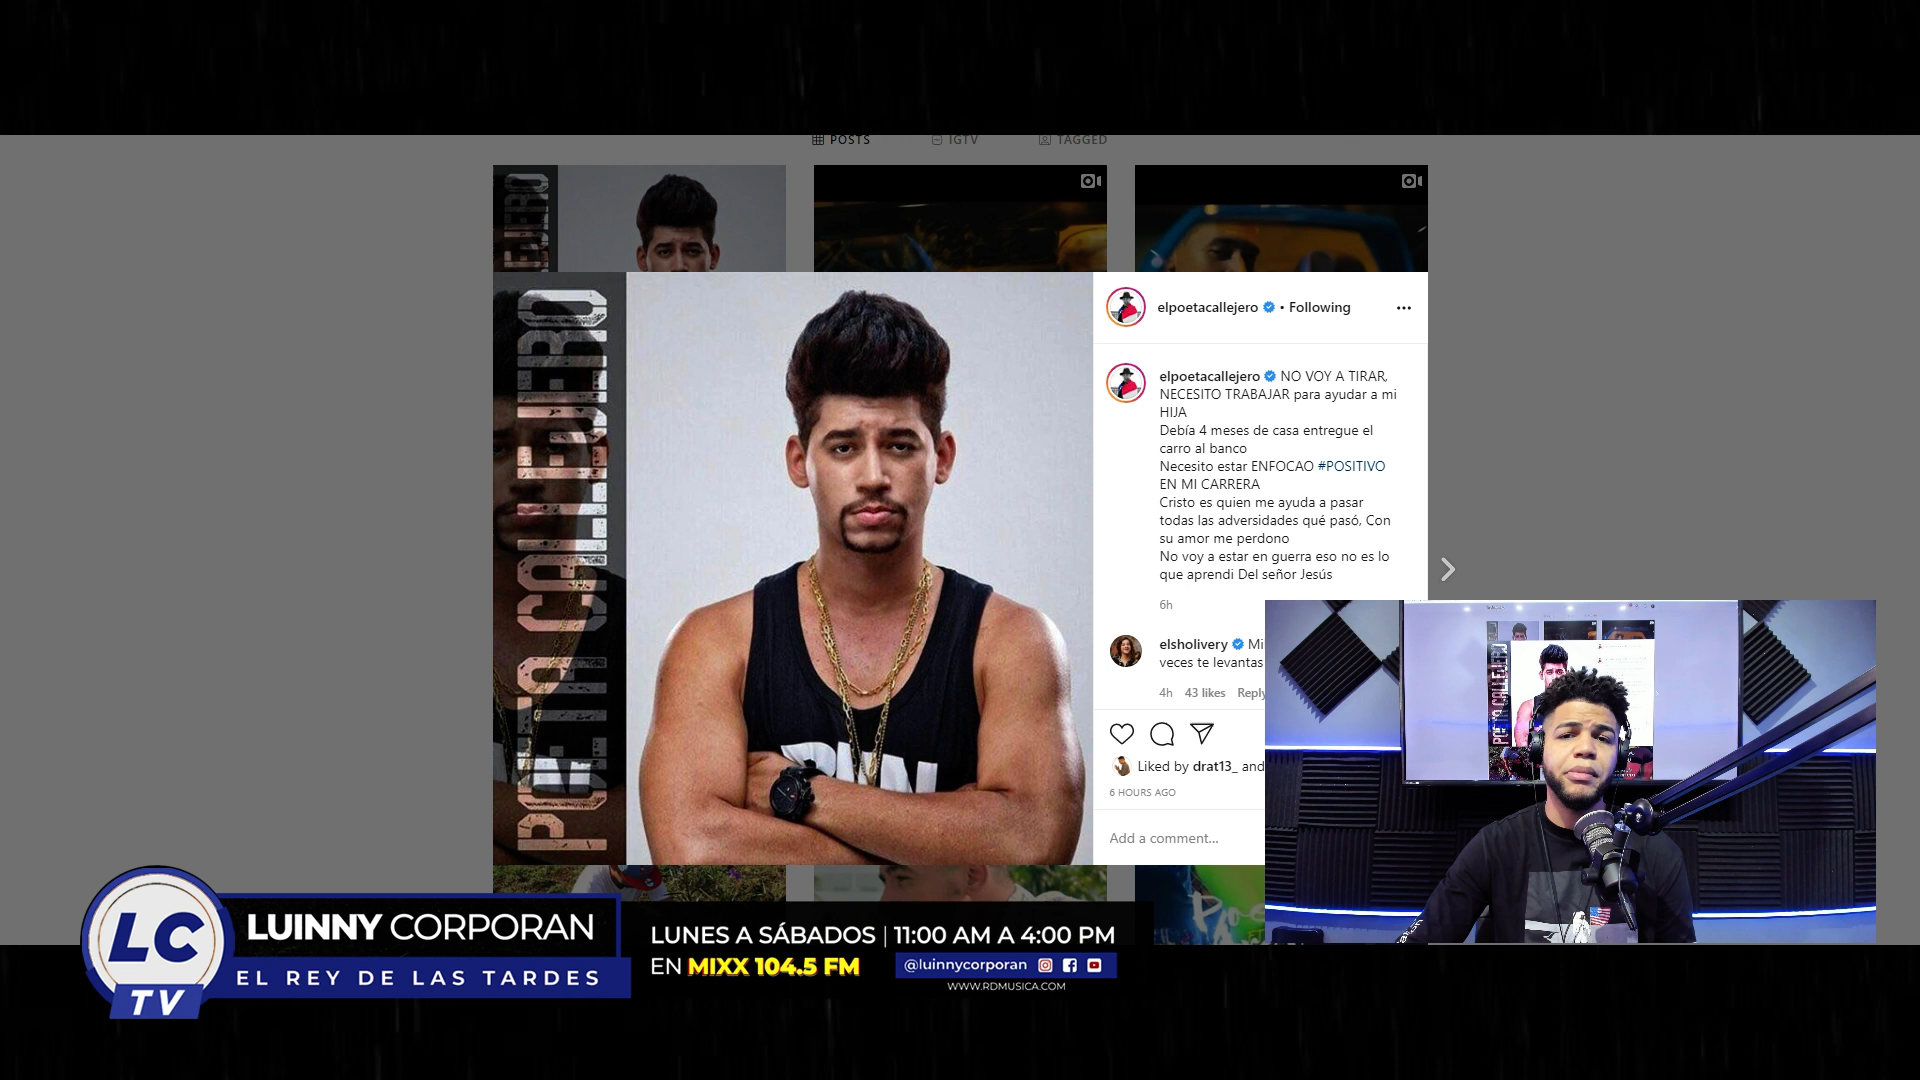 POSTS
IGTV
TAGGED
POETA CALLEJERO
elpoetacallejero • Following
elpoetacallejero NO VOY A TIRAR,
NECESITO TRABAJAR para ayudar a mi
HIJA
Debía 4 meses de casa entregue el
carro al banco
Necesito estar ENFOCAO #POSITIVO
EN MI CARRERA
Cristo es quien me ayuda a pasar
todas las adversidades qué pasó, Con
su amor me perdono
No voy a estar en guerra eso no es lo
que aprendi Del señor Jesús
6h
elsholivery Mi
veces te levantas
4h 43 likes Reply
Liked by drat13_ and
6 HOURS AGO
Add a comment...
LC
TV
LUINNY CORPORAN
EL REY DE LAS TARDES
LUNES A SÁBADOS | 11:00 AM A 4:00 PM
EN MIXX 104.5 FM
@luinnycorporan
WWW.RDMUSICA.COM